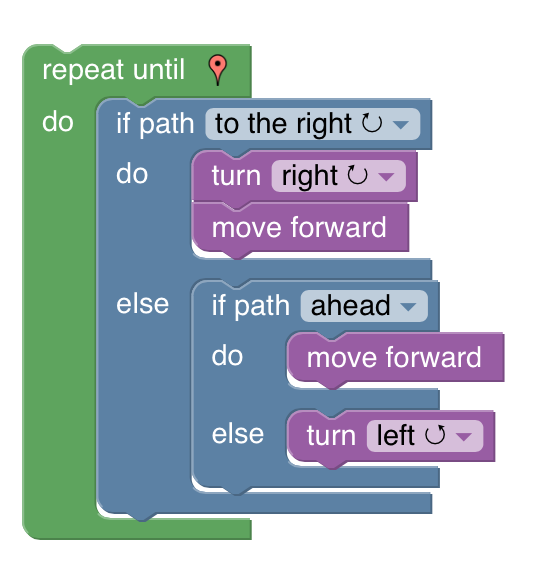 repeat until
do if path to the right ↻
do turn right ↻
move forward
else if path ahead
do move forward
else turn left ↺